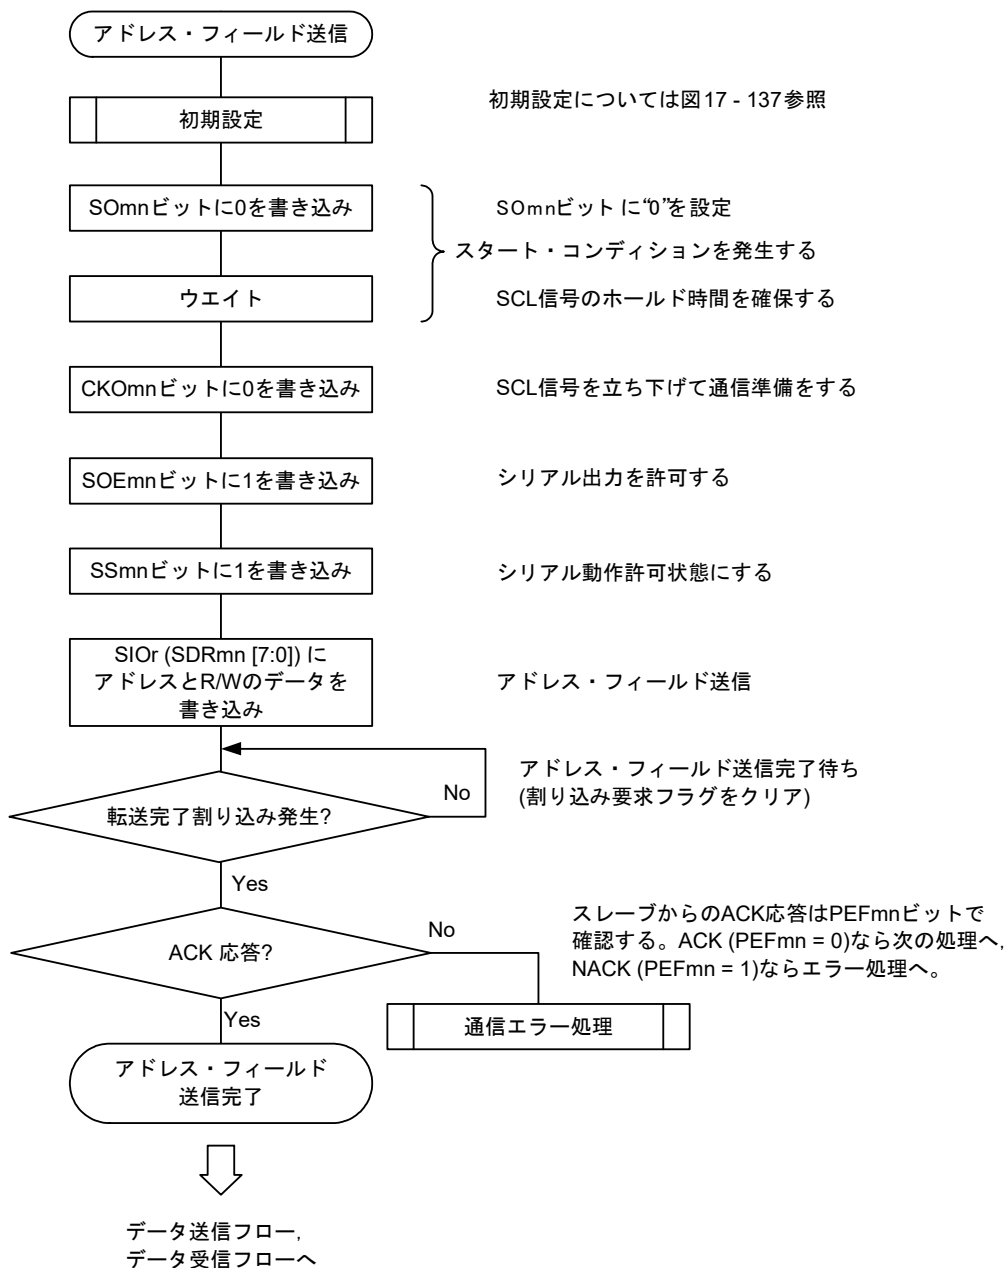 アドレス・フィールド送信
初期設定
初期設定については図17 - 137参照
SOmnビットに0を書き込み
SOmnビット に“0”を設定
スタート・コンディションを発生する
ウエイト
SCL信号のホールド時間を確保する
CKOmnビットに0を書き込み
SCL信号を立ち下げて通信準備をする
SOEmnビットに1を書き込み
シリアル出力を許可する
SSmnビットに1を書き込み
シリアル動作許可状態にする
SIOr (SDRmn [7:0]) に
アドレスとR/Wのデータを
書き込み
アドレス・フィールド送信
転送完了割り込み発生?
No
アドレス・フィールド送信完了待ち
(割り込み要求フラグをクリア)
Yes
ACK 応答?
No
スレーブからのACK応答はPEFmnビットで
確認する。ACK (PEFmn = 0)なら次の処理へ,
NACK (PEFmn = 1)ならエラー処理へ。
Yes
通信エラー処理
アドレス・フィールド
送信完了
データ送信フロー,
データ受信フローへ